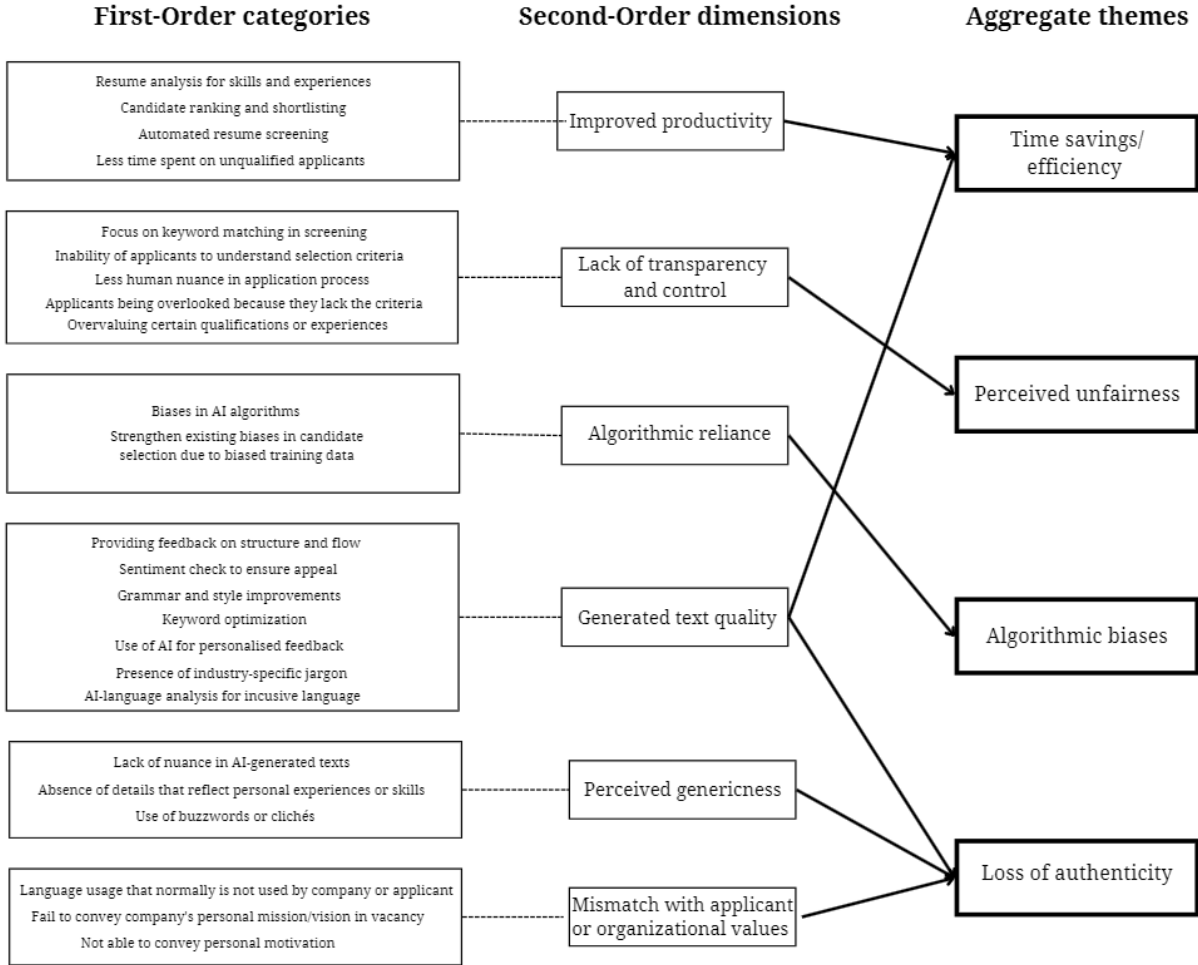 First-Order categories
Second-Order dimensions
Aggregate themes
Resume analysis for skills and experiences
Candidate ranking and shortlisting
Automated resume screening
Less time spent on unqualified applicants
Improved productivity
Time savings/
efficiency
Focus on keyword matching in screening
Inability of applicants to understand selection criteria
Less human nuance in application process
Applicants being overlooked because they lack the criteria
Overvaluing certain qualifications or experiences
Lack of transparency
and control
Perceived unfairness
Biases in AI algorithms
Strengthen existing biases in candidate
selection due to biased training data
Algorithmic reliance
Algorithmic biases
Providing feedback on structure and flow
Sentiment check to ensure appeal
Grammar and style improvements
Keyword optimization
Use of AI for personalised feedback
Presence of industry-specific jargon
AI-language analysis for incusive language
Generated text quality
Lack of nuance in AI-generated texts
Absence of details that reflect personal experiences or skills
Use of buzzwords or clichés
Perceived genericness
Loss of authenticity
Language usage that normally is not used by company or applicant
Fail to convey company's personal mission/vision in vacancy
Not able to convey personal motivation
Mismatch with applicant
or organizational values